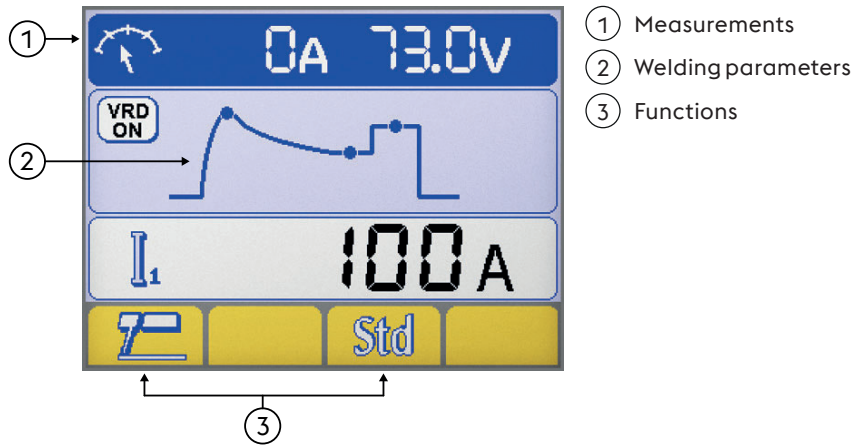 1 0A 73.0V
1 Measurements
2 Welding parameters
3 Functions
VRD
ON
2
I1 100A
Std
3